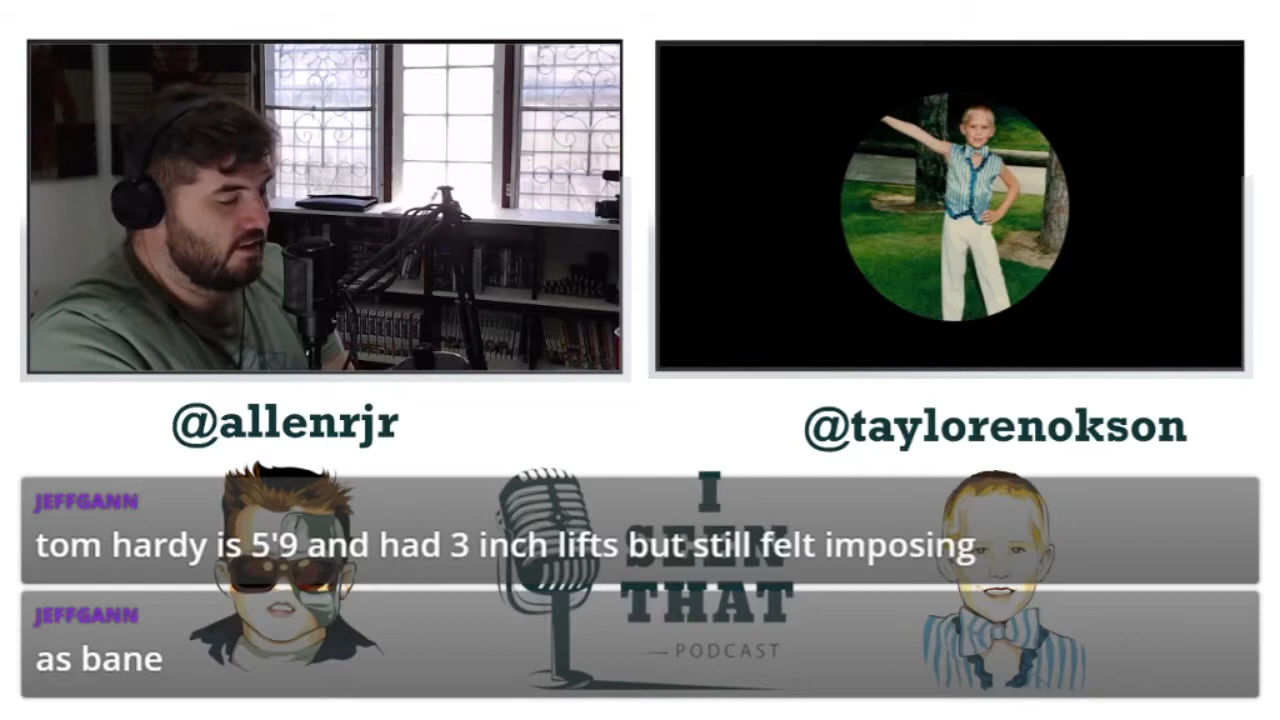 @allenrjr
@taylorenokson
JEFFGANN
tom hardy is 5'9 and had 3 inch lifts but still felt imposing
JEFFGANN
as bane
I
SEEN
THAT
PODCAST